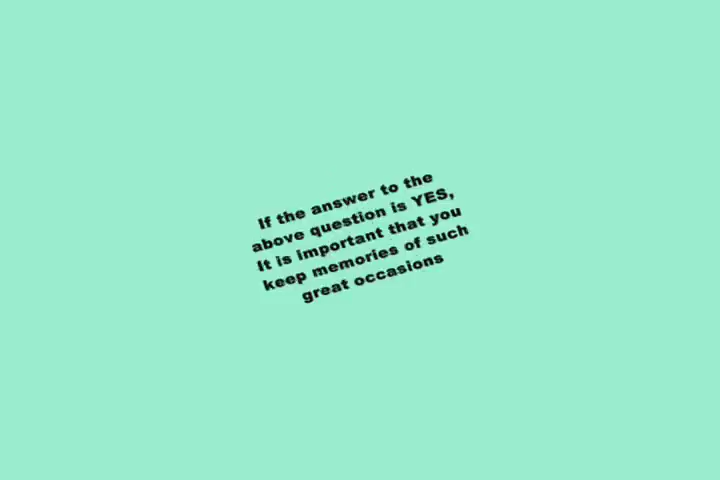 If the answer to the
above question is YES,
It is important that you
keep memories of such
great occasions